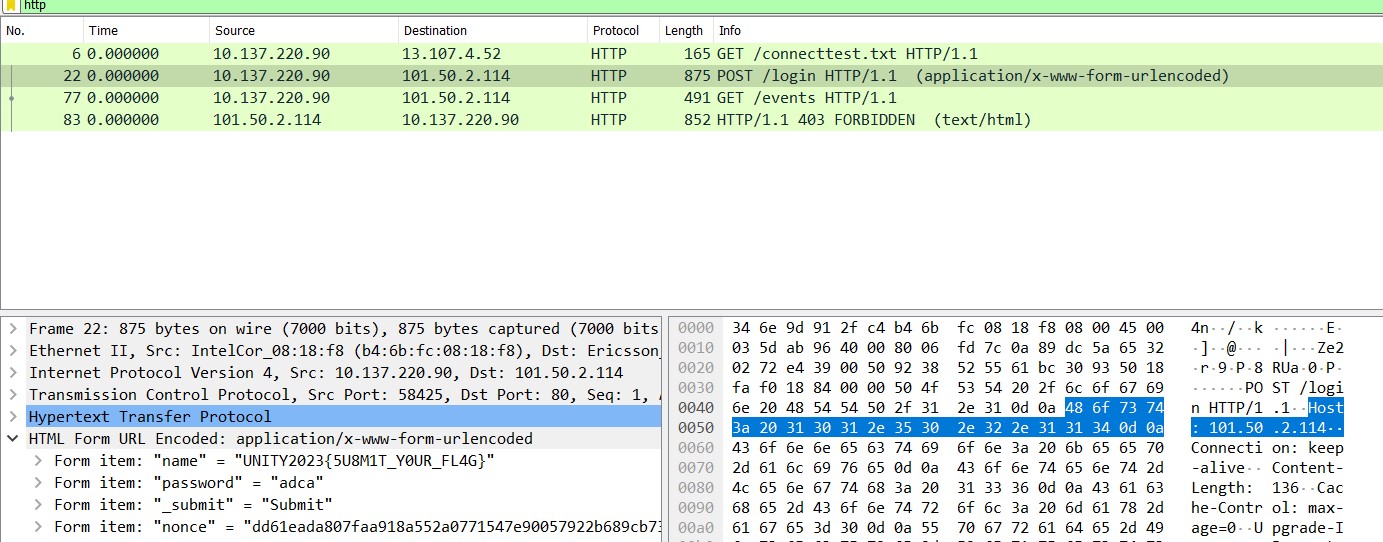 http
No. Time Source Destination Protocol Length Info
6 0.000000 10.137.220.90 13.107.4.52 HTTP 165 GET /connecttest.txt HTTP/1.1
22 0.000000 10.137.220.90 101.50.2.114 HTTP 875 POST /login HTTP/1.1 (application/x-www-form-urlencoded)
77 0.000000 10.137.220.90 101.50.2.114 HTTP 491 GET /events HTTP/1.1
83 0.000000 101.50.2.114 10.137.220.90 HTTP 852 HTTP/1.1 403 FORBIDDEN (text/html)
Frame 22: 875 bytes on wire (7000 bits), 875 bytes captured (7000 bits
Ethernet II, Src: IntelCor_08:18:f8 (b4:6b:fc:08:18:f8), Dst: Ericsson_
Internet Protocol Version 4, Src: 10.137.220.90, Dst: 101.50.2.114
Transmission Control Protocol, Src Port: 58425, Dst Port: 80, Seq: 1,
Hypertext Transfer Protocol
HTML Form URL Encoded: application/x-www-form-urlencoded
Form item: "name" = "UNITY2023{5U8M1T_Y0UR_FL4G}"
Form item: "password" = "adca"
Form item: "_submit" = "Submit"
Form item: "nonce" = "dd61eada807faa918a552a0771547e90057922b689cb73
0000 34 6e 9d 91 2f c4 b4 6b fc 08 18 f8 08 00 45 00 4n··/··k ······E·
0010 03 5d ab 96 40 00 80 06 fd 7c 0a 89 dc 5a 65 32 ·]··@··· ·|···Ze2
0020 02 72 e4 39 00 50 92 38 52 55 61 bc 30 93 50 18 ·r·9·P·8 RUa·0·P·
0030 fa f0 18 84 00 00 50 4f 53 54 20 2f 6c 6f 67 69 ······PO ST /logi
0040 6e 20 48 54 54 50 2f 31 2e 31 0d 0a 48 6f 73 74 n HTTP/1 .1··Host
0050 3a 20 31 30 31 2e 35 30 2e 32 2e 31 31 34 0d 0a : 101.50 .2.114··
0060 43 6f 6e 6e 65 63 74 69 6f 6e 3a 20 6b 65 65 70 Connecti on: keep
0070 2d 61 6c 69 76 65 0d 0a 43 6f 6e 74 65 6e 74 2d -alive·· Content-
0080 4c 65 6e 67 74 68 3a 20 31 33 36 0d 0a 43 61 63 Length: 136··Cac
0090 68 65 2d 43 6f 6e 74 72 6f 6c 3a 20 6d 61 78 2d he-Contr ol: max-
00a0 61 67 65 3d 30 0d 0a 55 70 67 72 61 64 65 2d 49 age=0··U pgrade-I